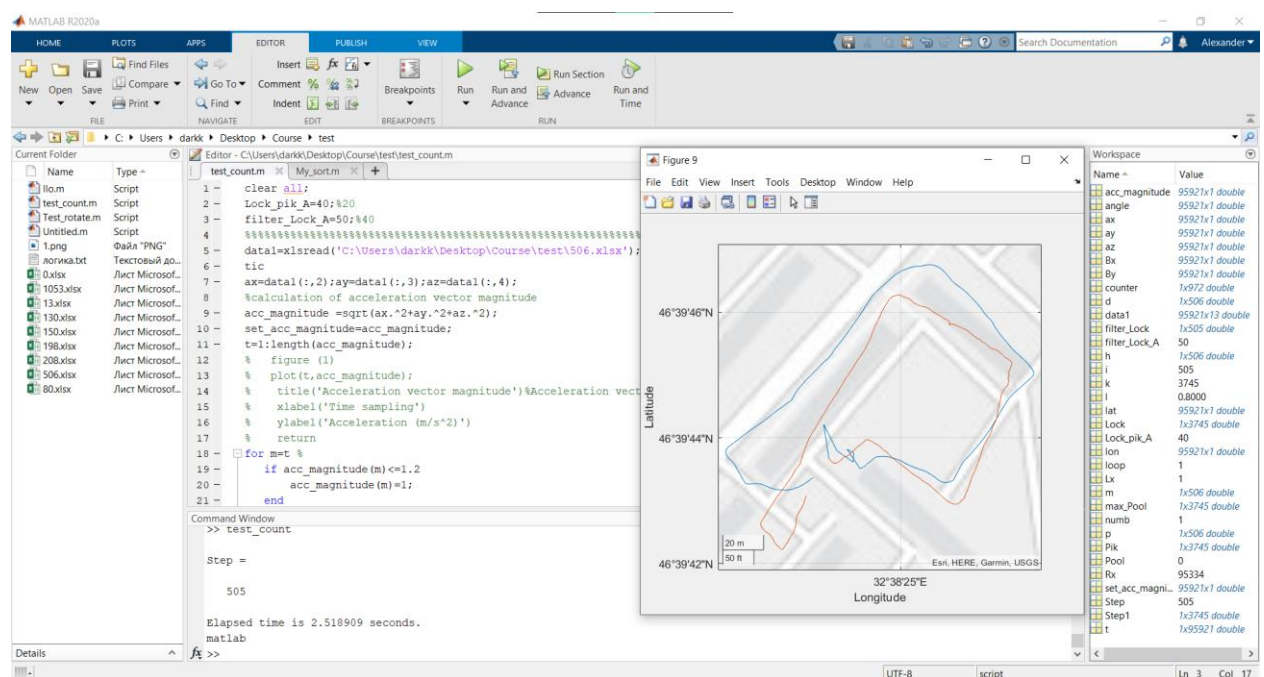 MATLAB R2020a
HOME PLOTS APPS EDITOR PUBLISH VIEW
Search Documentation
Alexander
New Open Save
Find Files
Compare
Print
Go To
Find
Insert
Comment
Indent
Breakpoints
Run
Run and Advance
Run Section
Advance
Run and Time
FILE NAVIGATE EDIT BREAKPOINTS RUN
C: Users darkk Desktop Course test
Current Folder
Name Type
llo.m Script
test_count.m Script
Test_rotate.m Script
Untitled.m Script
1.png Файл "PNG"
логика.txt Текстовый до...
0.xlsx Лист Microsof...
1053.xlsx Лист Microsof...
13.xlsx Лист Microsof...
130.xlsx Лист Microsof...
150.xlsx Лист Microsof...
198.xlsx Лист Microsof...
208.xlsx Лист Microsof...
506.xlsx Лист Microsof...
80.xlsx Лист Microsof...
Details
Editor - C:\Users\darkk\Desktop\Course\test\test_count.m
test_count.m My_sort.m
1 - clear all;
2 - Lock_pik_A=40;%20
3 - filter_Lock_A=50;%40
4 %%%%%%%%%%%%%%%%%%%%%%%%%%%%%%%%%%%%%%%%%%%%%%%%%%%%%%%%%%%%
5 - data1=xlsread('C:\Users\darkk\Desktop\Course\test\506.xlsx');
6 - tic
7 - ax=data1(:,2);ay=data1(:,3);az=data1(:,4);
8 %calculation of acceleration vector magnitude
9 - acc_magnitude =sqrt(ax.^2+ay.^2+az.^2);
10 - set_acc_magnitude=acc_magnitude;
11 - t=1:length(acc_magnitude);
12 % figure (1)
13 % plot(t,acc_magnitude);
14 % title('Acceleration vector magnitude')%Acceleration vect
15 % xlabel('Time sampling')
16 % ylabel('Acceleration (m/s^2)')
17 % return
18 - for m=t %
19 - if acc_magnitude(m)<=1.2
20 - acc_magnitude(m)=1;
21 - end
Command Window
>> test_count
Step =
505
Elapsed time is 2.518909 seconds.
matlab
fx >>
Figure 9
File Edit View Insert Tools Desktop Window Help
46°39'46"N
46°39'44"N
46°39'42"N
Latitude
20 m
50 ft
Esri, HERE, Garmin, USGS
32°38'25"E
Longitude
Workspace
Name Value
acc_magnitude 95921x1 double
angle 95921x1 double
ax 95921x1 double
ay 95921x1 double
az 95921x1 double
Bx 95921x1 double
By 95921x1 double
counter 1x972 double
d 1x506 double
data1 95921x13 double
filter_Lock 1x505 double
filter_Lock_A 50
h 1x506 double
i 505
k 3745
l 0.8000
lat 95921x1 double
Lock 1x3745 double
Lock_pik_A 40
lon 95921x1 double
loop 1
Lx 1
m 1x506 double
max_Pool 1x3745 double
numb 1
p 1x506 double
Pik 1x3745 double
Pool 0
Rx 95334
set_acc_magni... 95921x1 double
Step 505
Step1 1x3745 double
t 1x95921 double
UTF-8 script Ln 3 Col 17